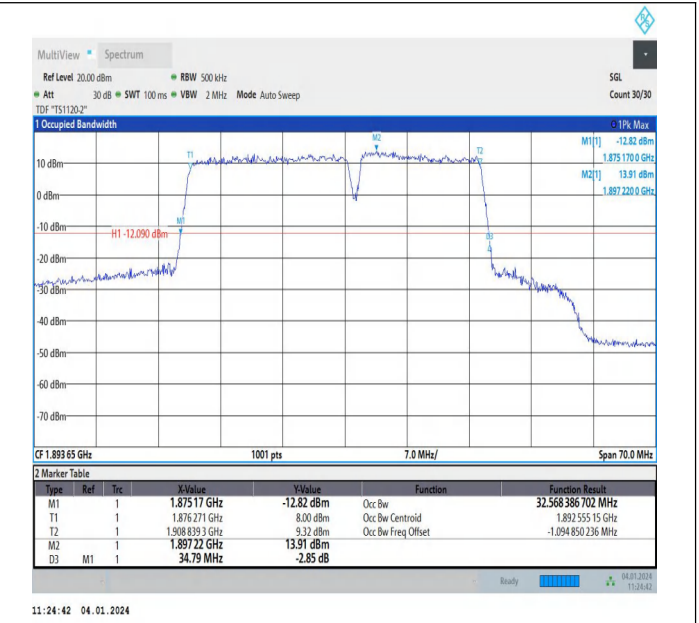 MultiView Spectrum
Ref Level 20.00 dBm RBW 500 kHz SGL
Att 30 dB SWT 100 ms VBW 2 MHz Mode Auto Sweep Count 30/30
TDF "TS1120-2"
1 Occupied Bandwidth 1Pk Max
M1[1] -12.82 dBm
1.875 170 0 GHz
M2[1] 13.91 dBm
1.897 220 0 GHz
M2
T1
T2
10 dBm
0 dBm
M1
-10 dBm
H1 -12.090 dBm
D3
-20 dBm
-30 dBm
-40 dBm
-50 dBm
-60 dBm
-70 dBm
CF 1.893 65 GHz 1001 pts 7.0 MHz/ Span 70.0 MHz
2 Marker Table
Type Ref Trc X-Value Y-Value Function Function Result
M1 1 1.875 17 GHz -12.82 dBm Occ Bw 32.568 386 702 MHz
T1 1 1.876 271 GHz 8.00 dBm Occ Bw Centroid 1.892 555 15 GHz
T2 1 1.908 839 3 GHz 9.32 dBm Occ Bw Freq Offset -1.094 850 236 MHz
M2 1 1.897 22 GHz 13.91 dBm
D3 M1 1 34.79 MHz -2.85 dB
Ready 04.01.2024
11:24:42
11:24:42 04.01.2024